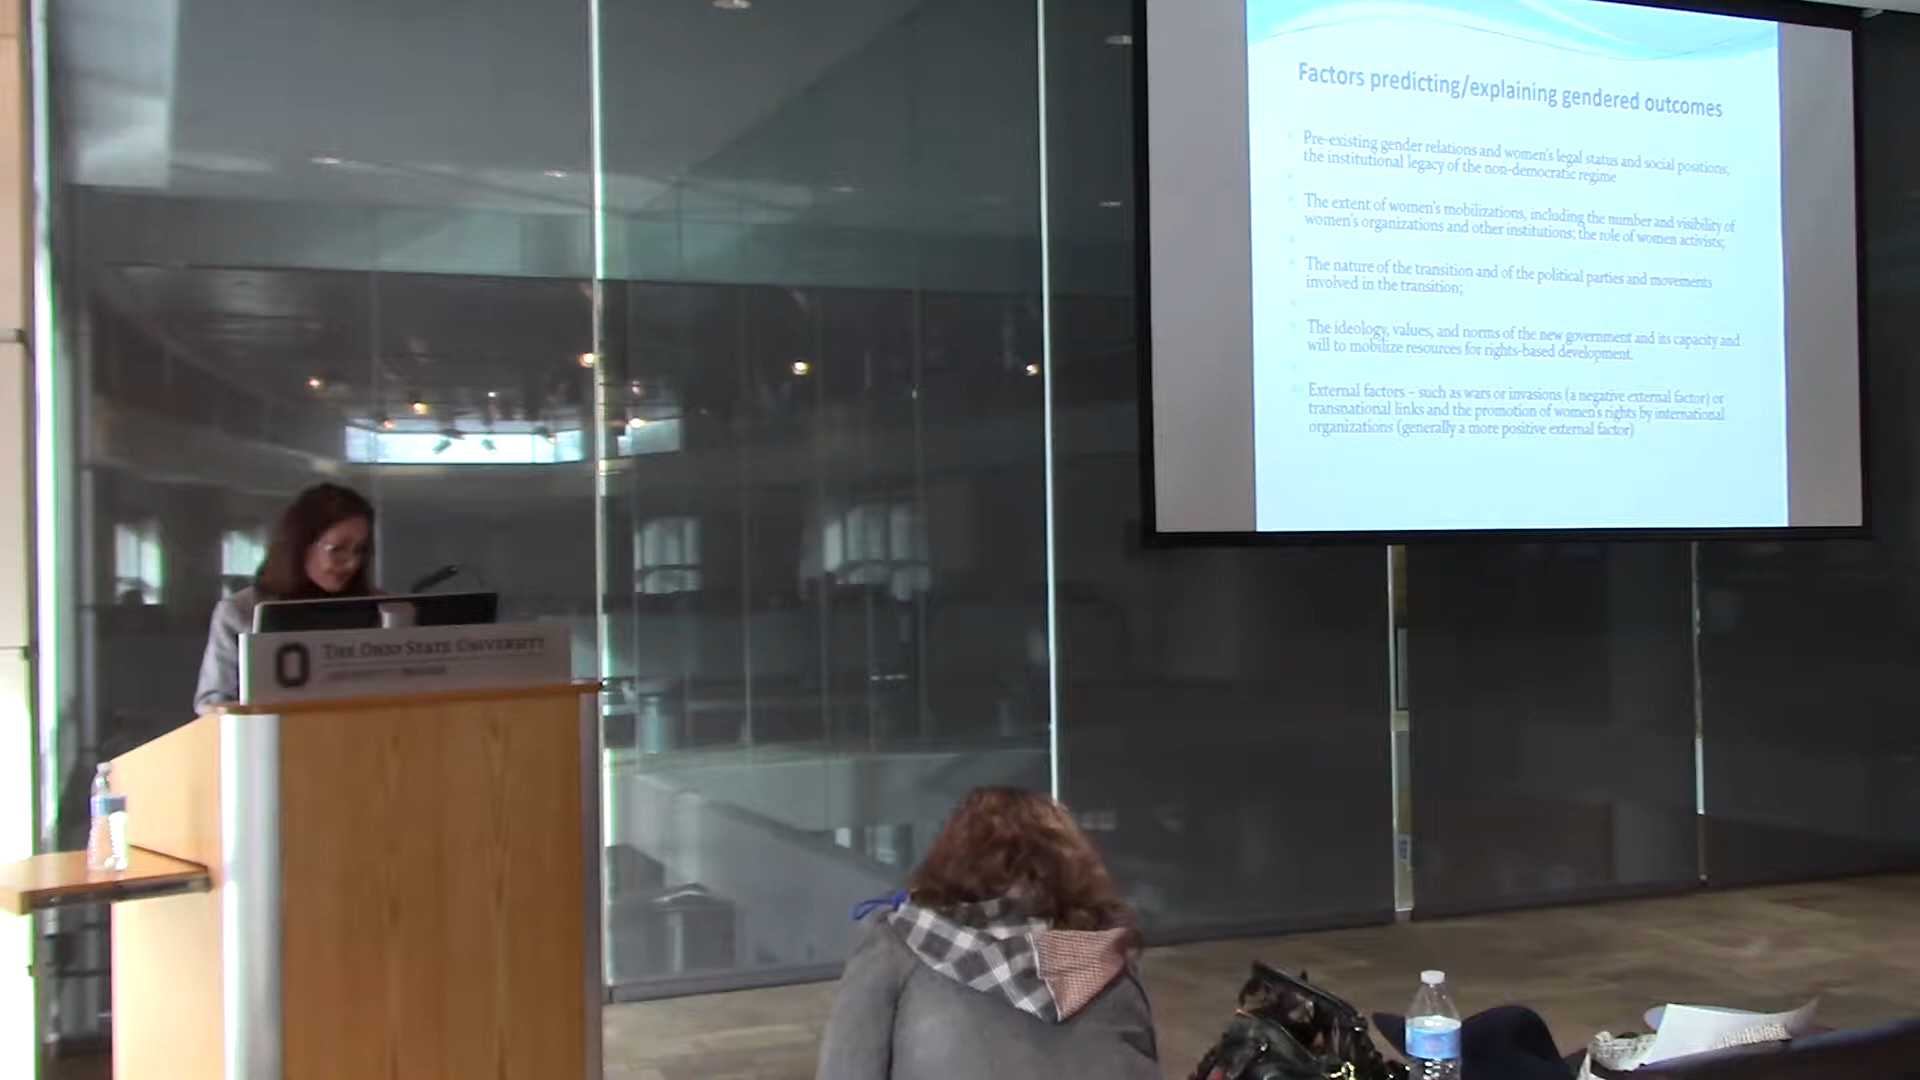 Factors predicting/explaining gendered outcomes
Pre-existing gender relations and women's legal status and social positions;
the institutional legacy of the non-democratic regime
The extent of women's mobilizations, including the number and visibility of
women's organizations and other institutions; the role of women activists;
The nature of the transition and of the political parties and movements
involved in the transition;
The ideology, values, and norms of the new government and its capacity and
will to mobilize resources for rights-based development.
External factors – such as wars or invasions (a negative external factor) or
transnational links and the promotion of women's rights by international
organizations (generally a more positive external factor)
THE OHIO STATE UNIVERSITY